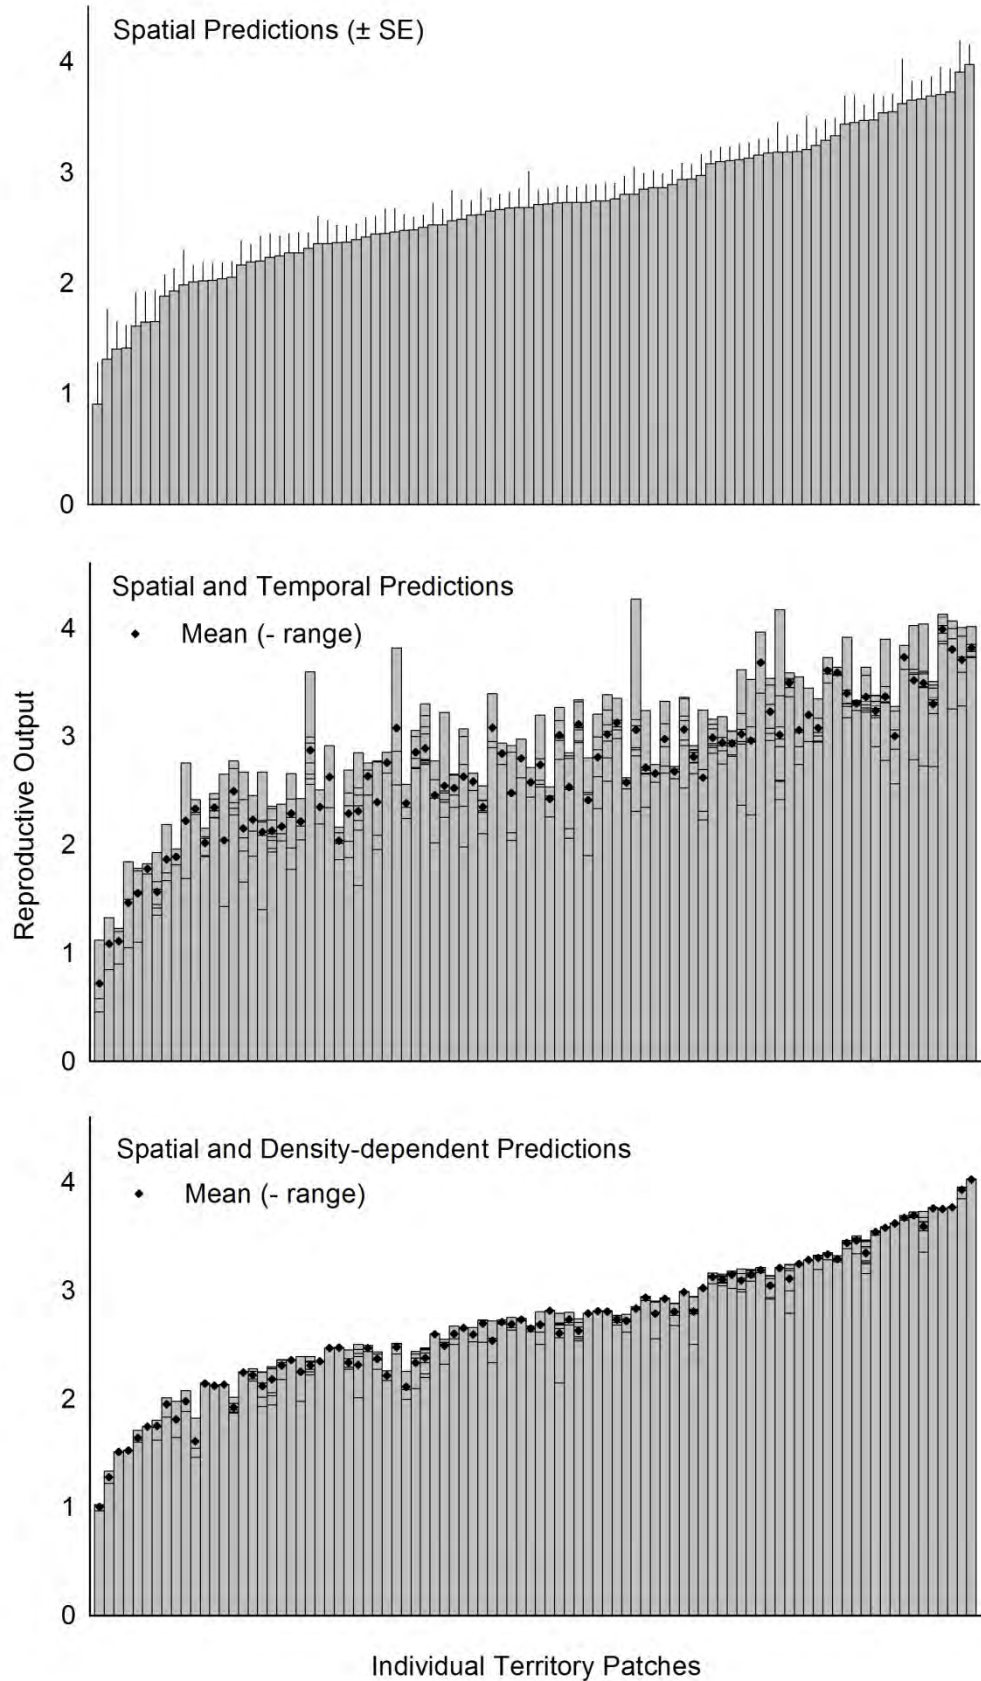 Spatial Predictions (± SE)
4
3
2
1
0
Spatial and Temporal Predictions
Mean (- range)
4
3
2
1
0
Reproductive Output
Spatial and Density-dependent Predictions
Mean (- range)
4
3
2
1
0
Individual Territory Patches